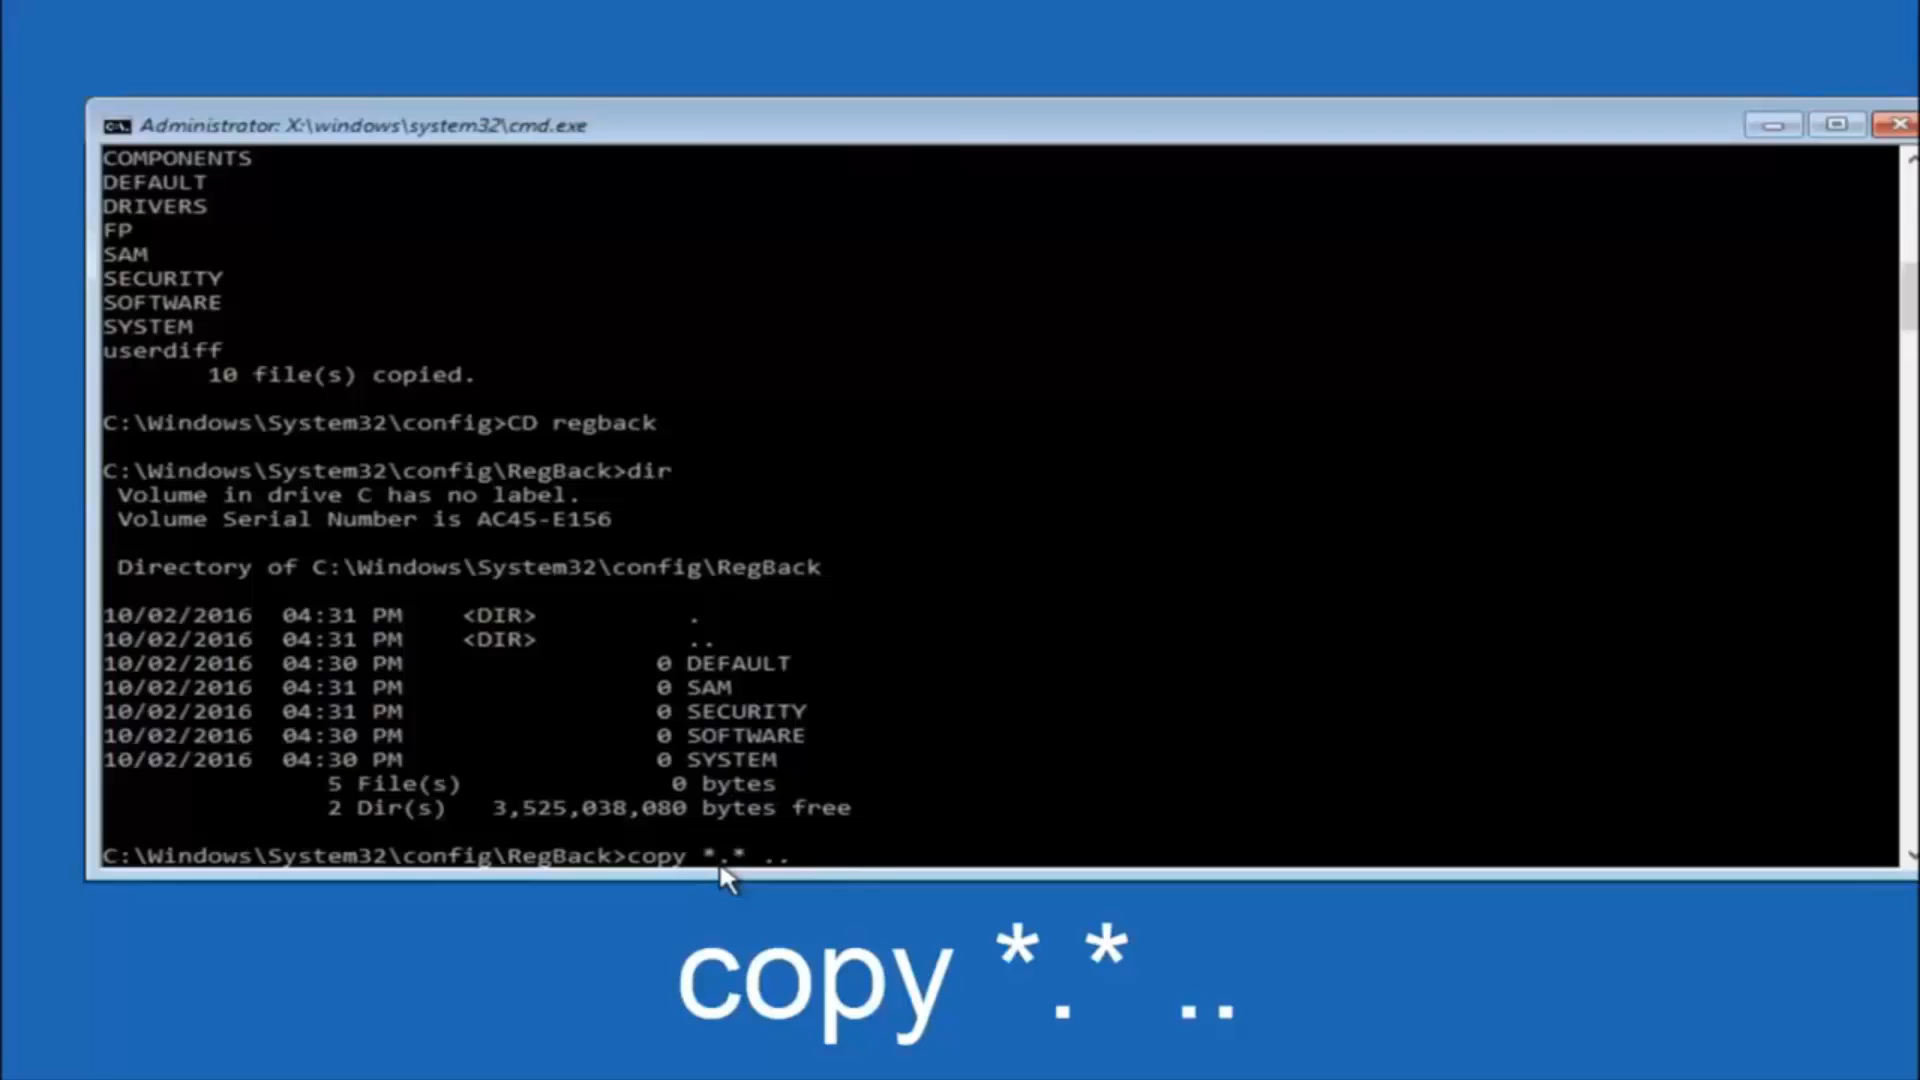 Administrator: X:\windows\system32\cmd.exe
COMPONENTS
DEFAULT
DRIVERS
FP
SAM
SECURITY
SOFTWARE
SYSTEM
userdiff
10 file(s) copied.
C:\Windows\System32\config>CD regback
C:\Windows\System32\config\RegBack>dir
Volume in drive C has no label.
Volume Serial Number is AC45-E156
Directory of C:\Windows\System32\config\RegBack
10/02/2016 04:31 PM <DIR> .
10/02/2016 04:31 PM <DIR> ..
10/02/2016 04:30 PM 0 DEFAULT
10/02/2016 04:31 PM 0 SAM
10/02/2016 04:31 PM 0 SECURITY
10/02/2016 04:30 PM 0 SOFTWARE
10/02/2016 04:30 PM 0 SYSTEM
5 File(s) 0 bytes
2 Dir(s) 3,525,038,080 bytes free
C:\Windows\System32\config\RegBack>copy *.* ..
copy *.* ..